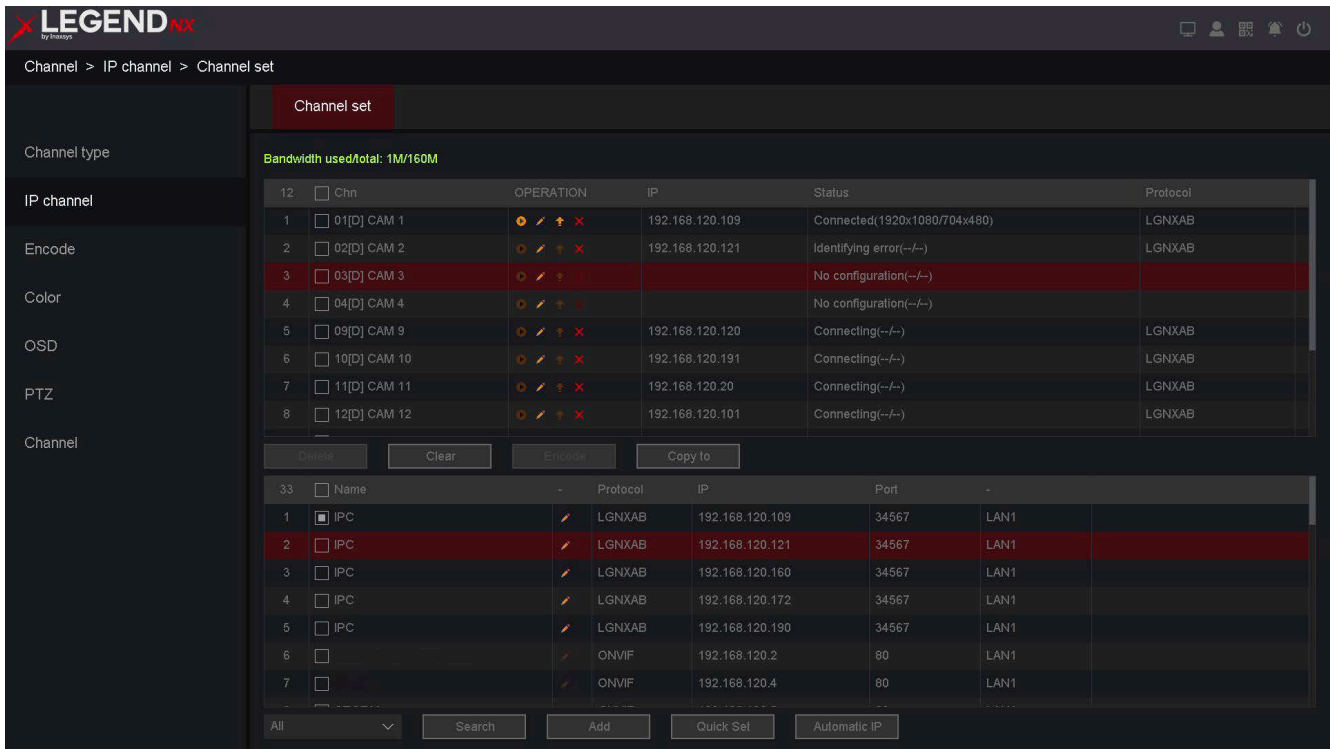 LEGEND NX
by Inaxsys
Channel > IP channel > Channel set
Channel set
Channel type
IP channel
Encode
Color
OSD
PTZ
Channel
Bandwidth used/total: 1M/160M
12 Chn OPERATION IP Status Protocol
1 01[D] CAM 1 192.168.120.109 Connected(1920x1080/704x480) LGNXAB
2 02[D] CAM 2 192.168.120.121 Identifying error(--/--) LGNXAB
3 03[D] CAM 3 No configuration(--/--)
4 04[D] CAM 4 No configuration(--/--)
5 09[D] CAM 9 192.168.120.120 Connecting(--/--) LGNXAB
6 10[D] CAM 10 192.168.120.191 Connecting(--/--) LGNXAB
7 11[D] CAM 11 192.168.120.20 Connecting(--/--) LGNXAB
8 12[D] CAM 12 192.168.120.101 Connecting(--/--) LGNXAB
Delete Clear Encode Copy to
33 Name - Protocol IP Port -
1 IPC LGNXAB 192.168.120.109 34567 LAN1
2 IPC LGNXAB 192.168.120.121 34567 LAN1
3 IPC LGNXAB 192.168.120.160 34567 LAN1
4 IPC LGNXAB 192.168.120.172 34567 LAN1
5 IPC LGNXAB 192.168.120.190 34567 LAN1
6 ONVIF 192.168.120.2 80 LAN1
7 ONVIF 192.168.120.4 80 LAN1
All Search Add Quick Set Automatic IP